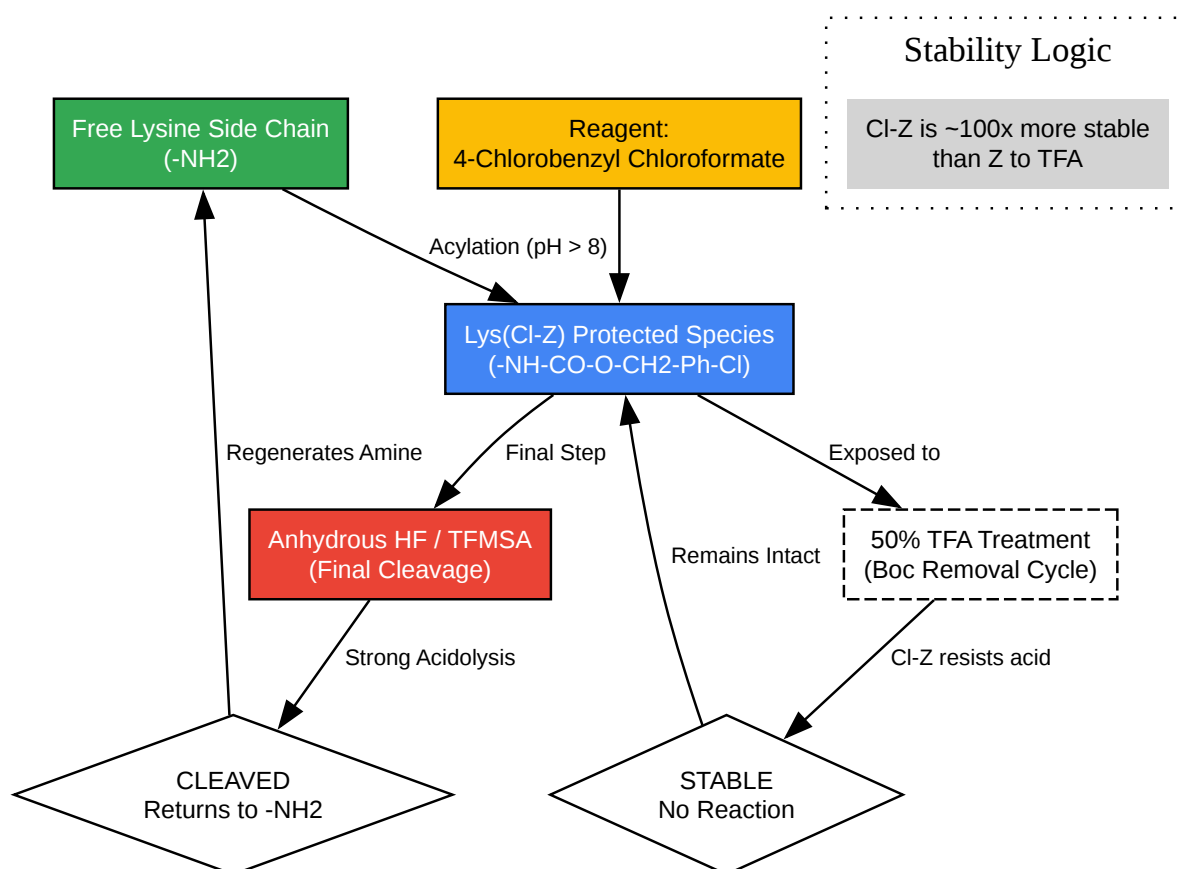 Stability Logic
Cl-Z is ~100x more stable
than Z to TFA
Free Lysine Side Chain
(-NH2)
Reagent:
4-Chlorobenzyl Chloroformate
Acylation (pH > 8)
Lys(Cl-Z) Protected Species
(-NH-CO-O-CH2-Ph-Cl)
Regenerates Amine
Final Step
Exposed to
Anhydrous HF / TFMSA
(Final Cleavage)
Remains Intact
50% TFA Treatment
(Boc Removal Cycle)
Strong Acidolysis
Cl-Z resists acid
CLEAVED
Returns to -NH2
STABLE
No Reaction